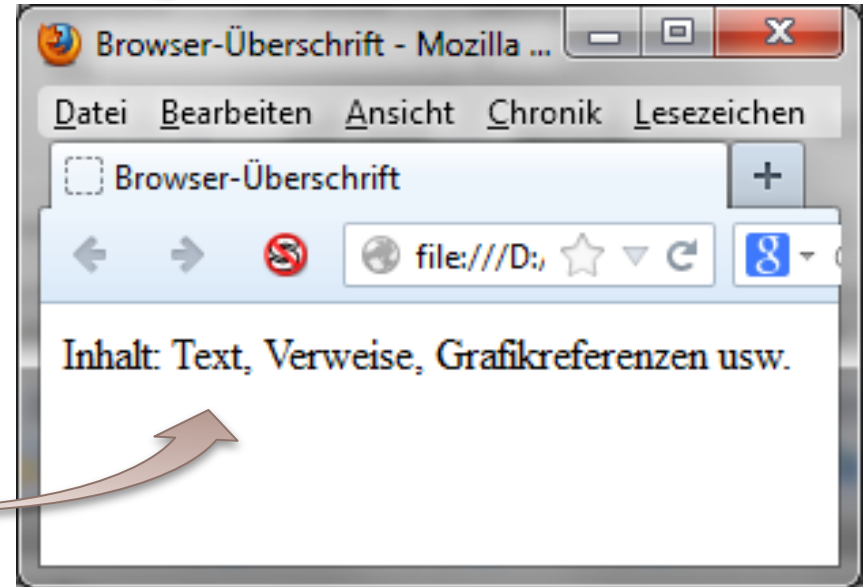 Browser-Überschrift - Mozilla ...
Datei Bearbeiten Ansicht Chronik Lesezeichen
Browser-Überschrift
file:///D:/
Inhalt: Text, Verweise, Grafikreferenzen usw.